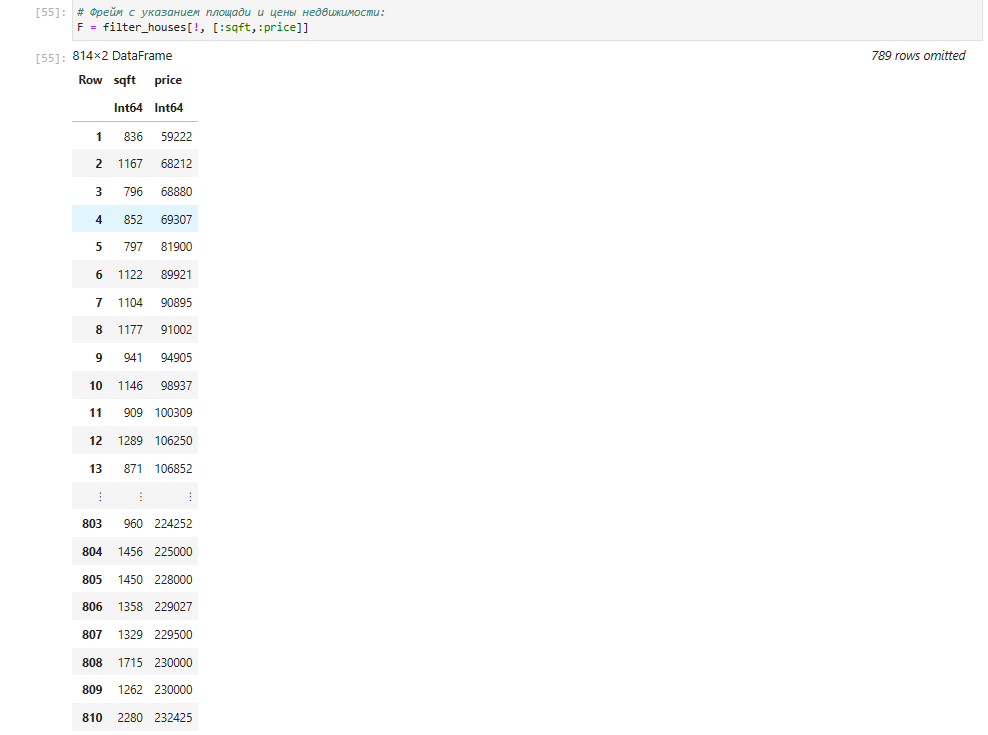 [55]: # Фрейм с указанием площади и цены недвижимости:
F = filter_houses[!, [:sqft,:price]]
[55]: 814×2 DataFrame 789 rows omitted
Row sqft price
Int64 Int64
1 836 59222
2 1167 68212
3 796 68880
4 852 69307
5 797 81900
6 1122 89921
7 1104 90895
8 1177 91002
9 941 94905
10 1146 98937
11 909 100309
12 1289 106250
13 871 106852
⋮ ⋮ ⋮
803 960 224252
804 1456 225000
805 1450 228000
806 1358 229027
807 1329 229500
808 1715 230000
809 1262 230000
810 2280 232425